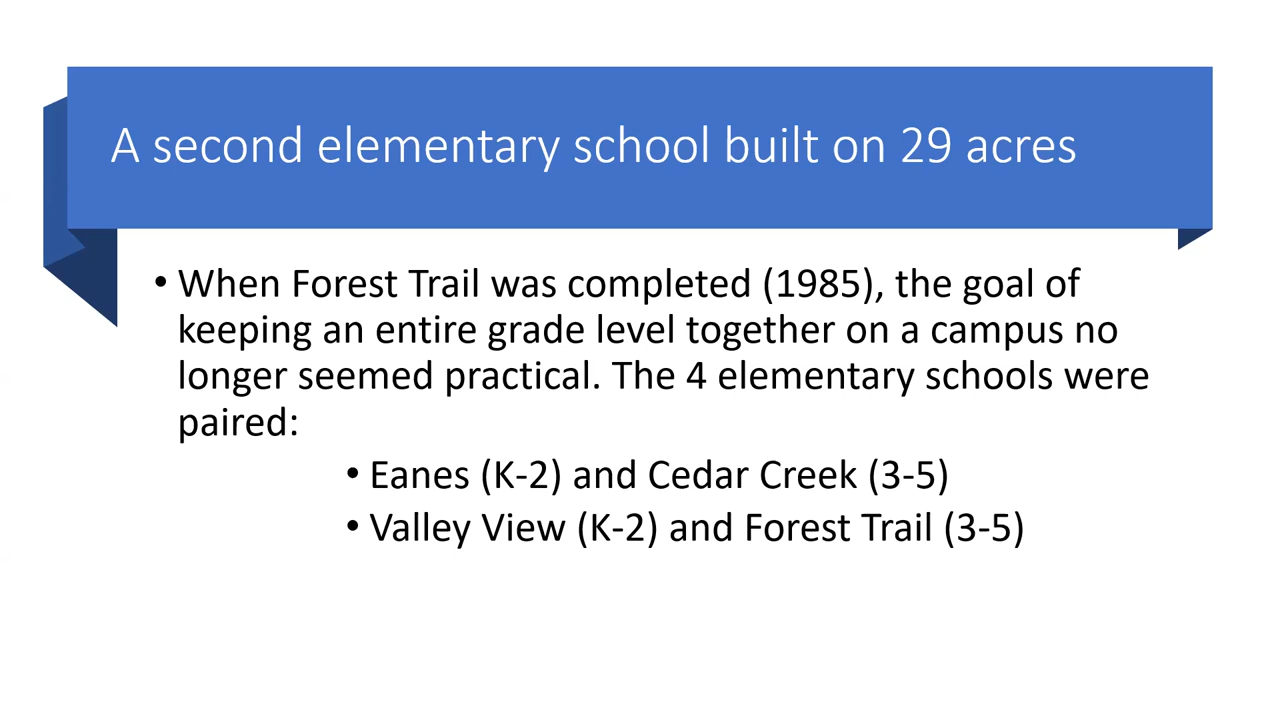 A second elementary school built on 29 acres
• When Forest Trail was completed (1985), the goal of
keeping an entire grade level together on a campus no
longer seemed practical. The 4 elementary schools were
paired:
• Eanes (K-2) and Cedar Creek (3-5)
• Valley View (K-2) and Forest Trail (3-5)